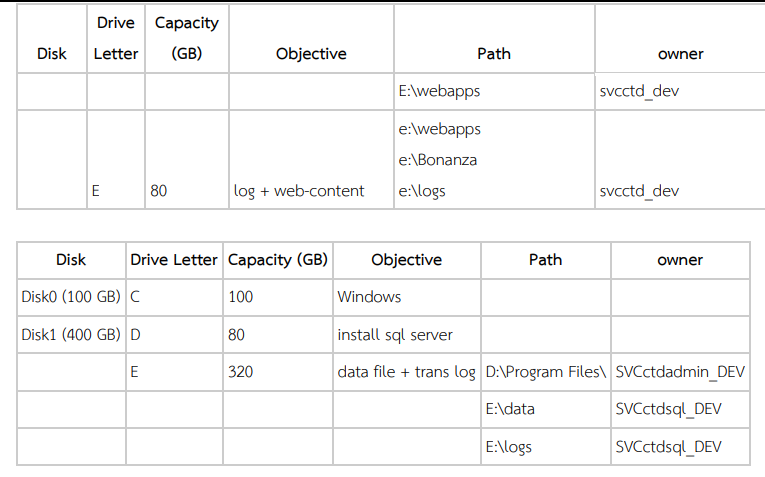 Disk Drive Letter Capacity (GB) Objective Path owner
E:\webapps svcctd_dev
e:\webapps
e:\Bonanza
E 80 log + web-content e:\logs svcctd_dev
Disk Drive Letter Capacity (GB) Objective Path owner
Disk0 (100 GB) C 100 Windows
Disk1 (400 GB) D 80 install sql server
E 320 data file + trans log D:\Program Files\ SVCctdadmin_DEV
E:\data SVCctdsql_DEV
E:\logs SVCctdsql_DEV